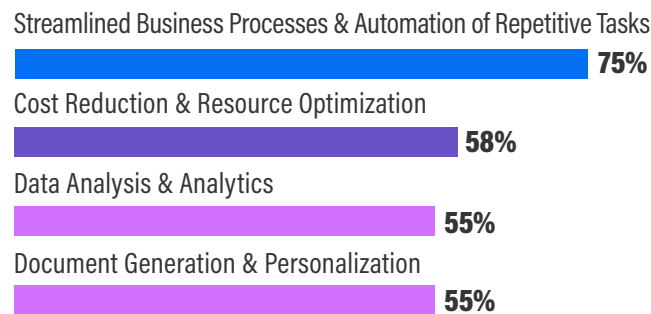 Streamlined Business Processes & Automation of Repetitive Tasks
75%
Cost Reduction & Resource Optimization
58%
Data Analysis & Analytics
55%
Document Generation & Personalization
55%